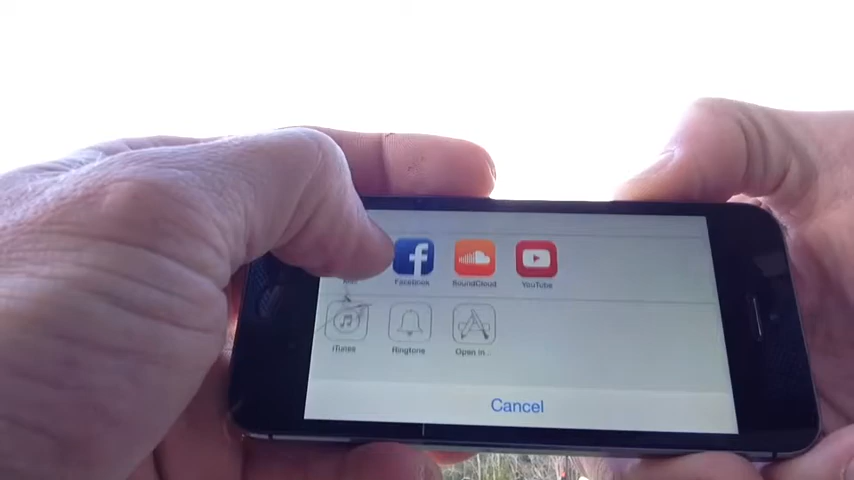 Facebook
SoundCloud
YouTube
iTunes
Ringtone
Open in...
Cancel